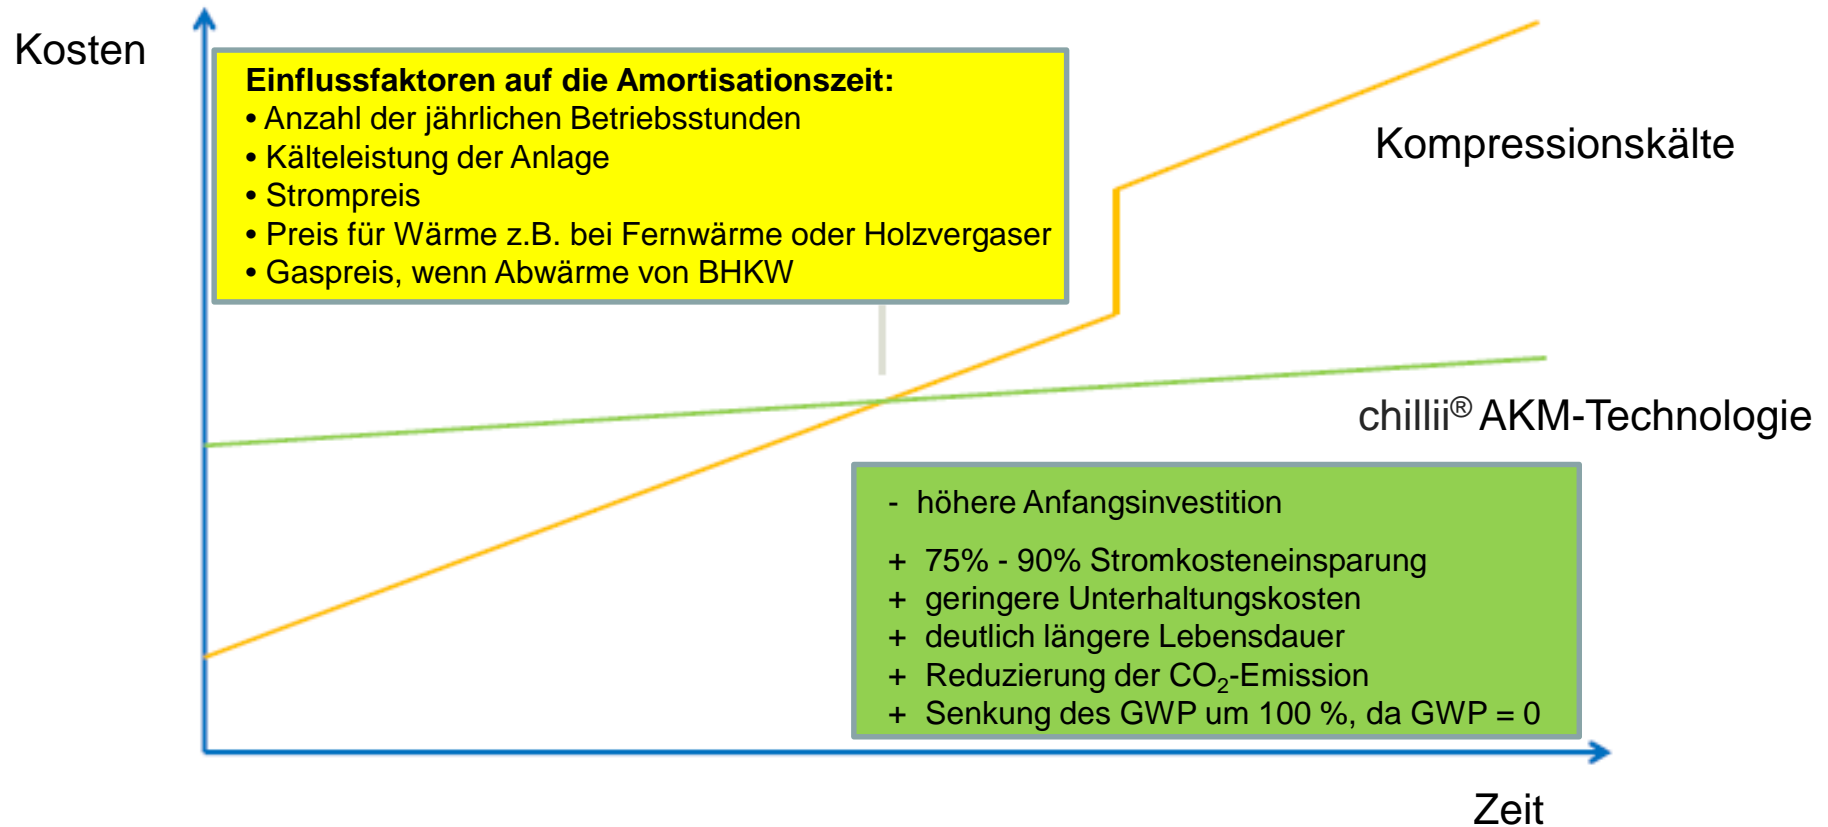 Kosten
Einflussfaktoren auf die Amortisationszeit:
• Anzahl der jährlichen Betriebsstunden
• Kälteleistung der Anlage
• Strompreis
• Preis für Wärme z.B. bei Fernwärme oder Holzvergaser
• Gaspreis, wenn Abwärme von BHKW
Kompressionskälte
chillii® AKM-Technologie
- höhere Anfangsinvestition
+ 75% - 90% Stromkosteneinsparung
+ geringere Unterhaltungskosten
+ deutlich längere Lebensdauer
+ Reduzierung der CO₂-Emission
+ Senkung des GWP um 100 %, da GWP = 0
Zeit